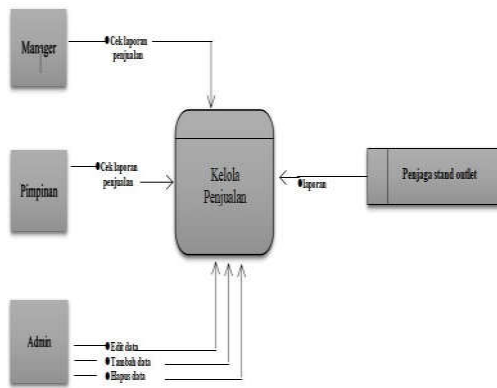 Manager
Cek laporan
penjualan
Pimpinan
Cek laporan
penjualan
Kelola
Penjualan
laporan
Penjaga stand outlet
Admin
Edit data
Tambah data
Hapus data